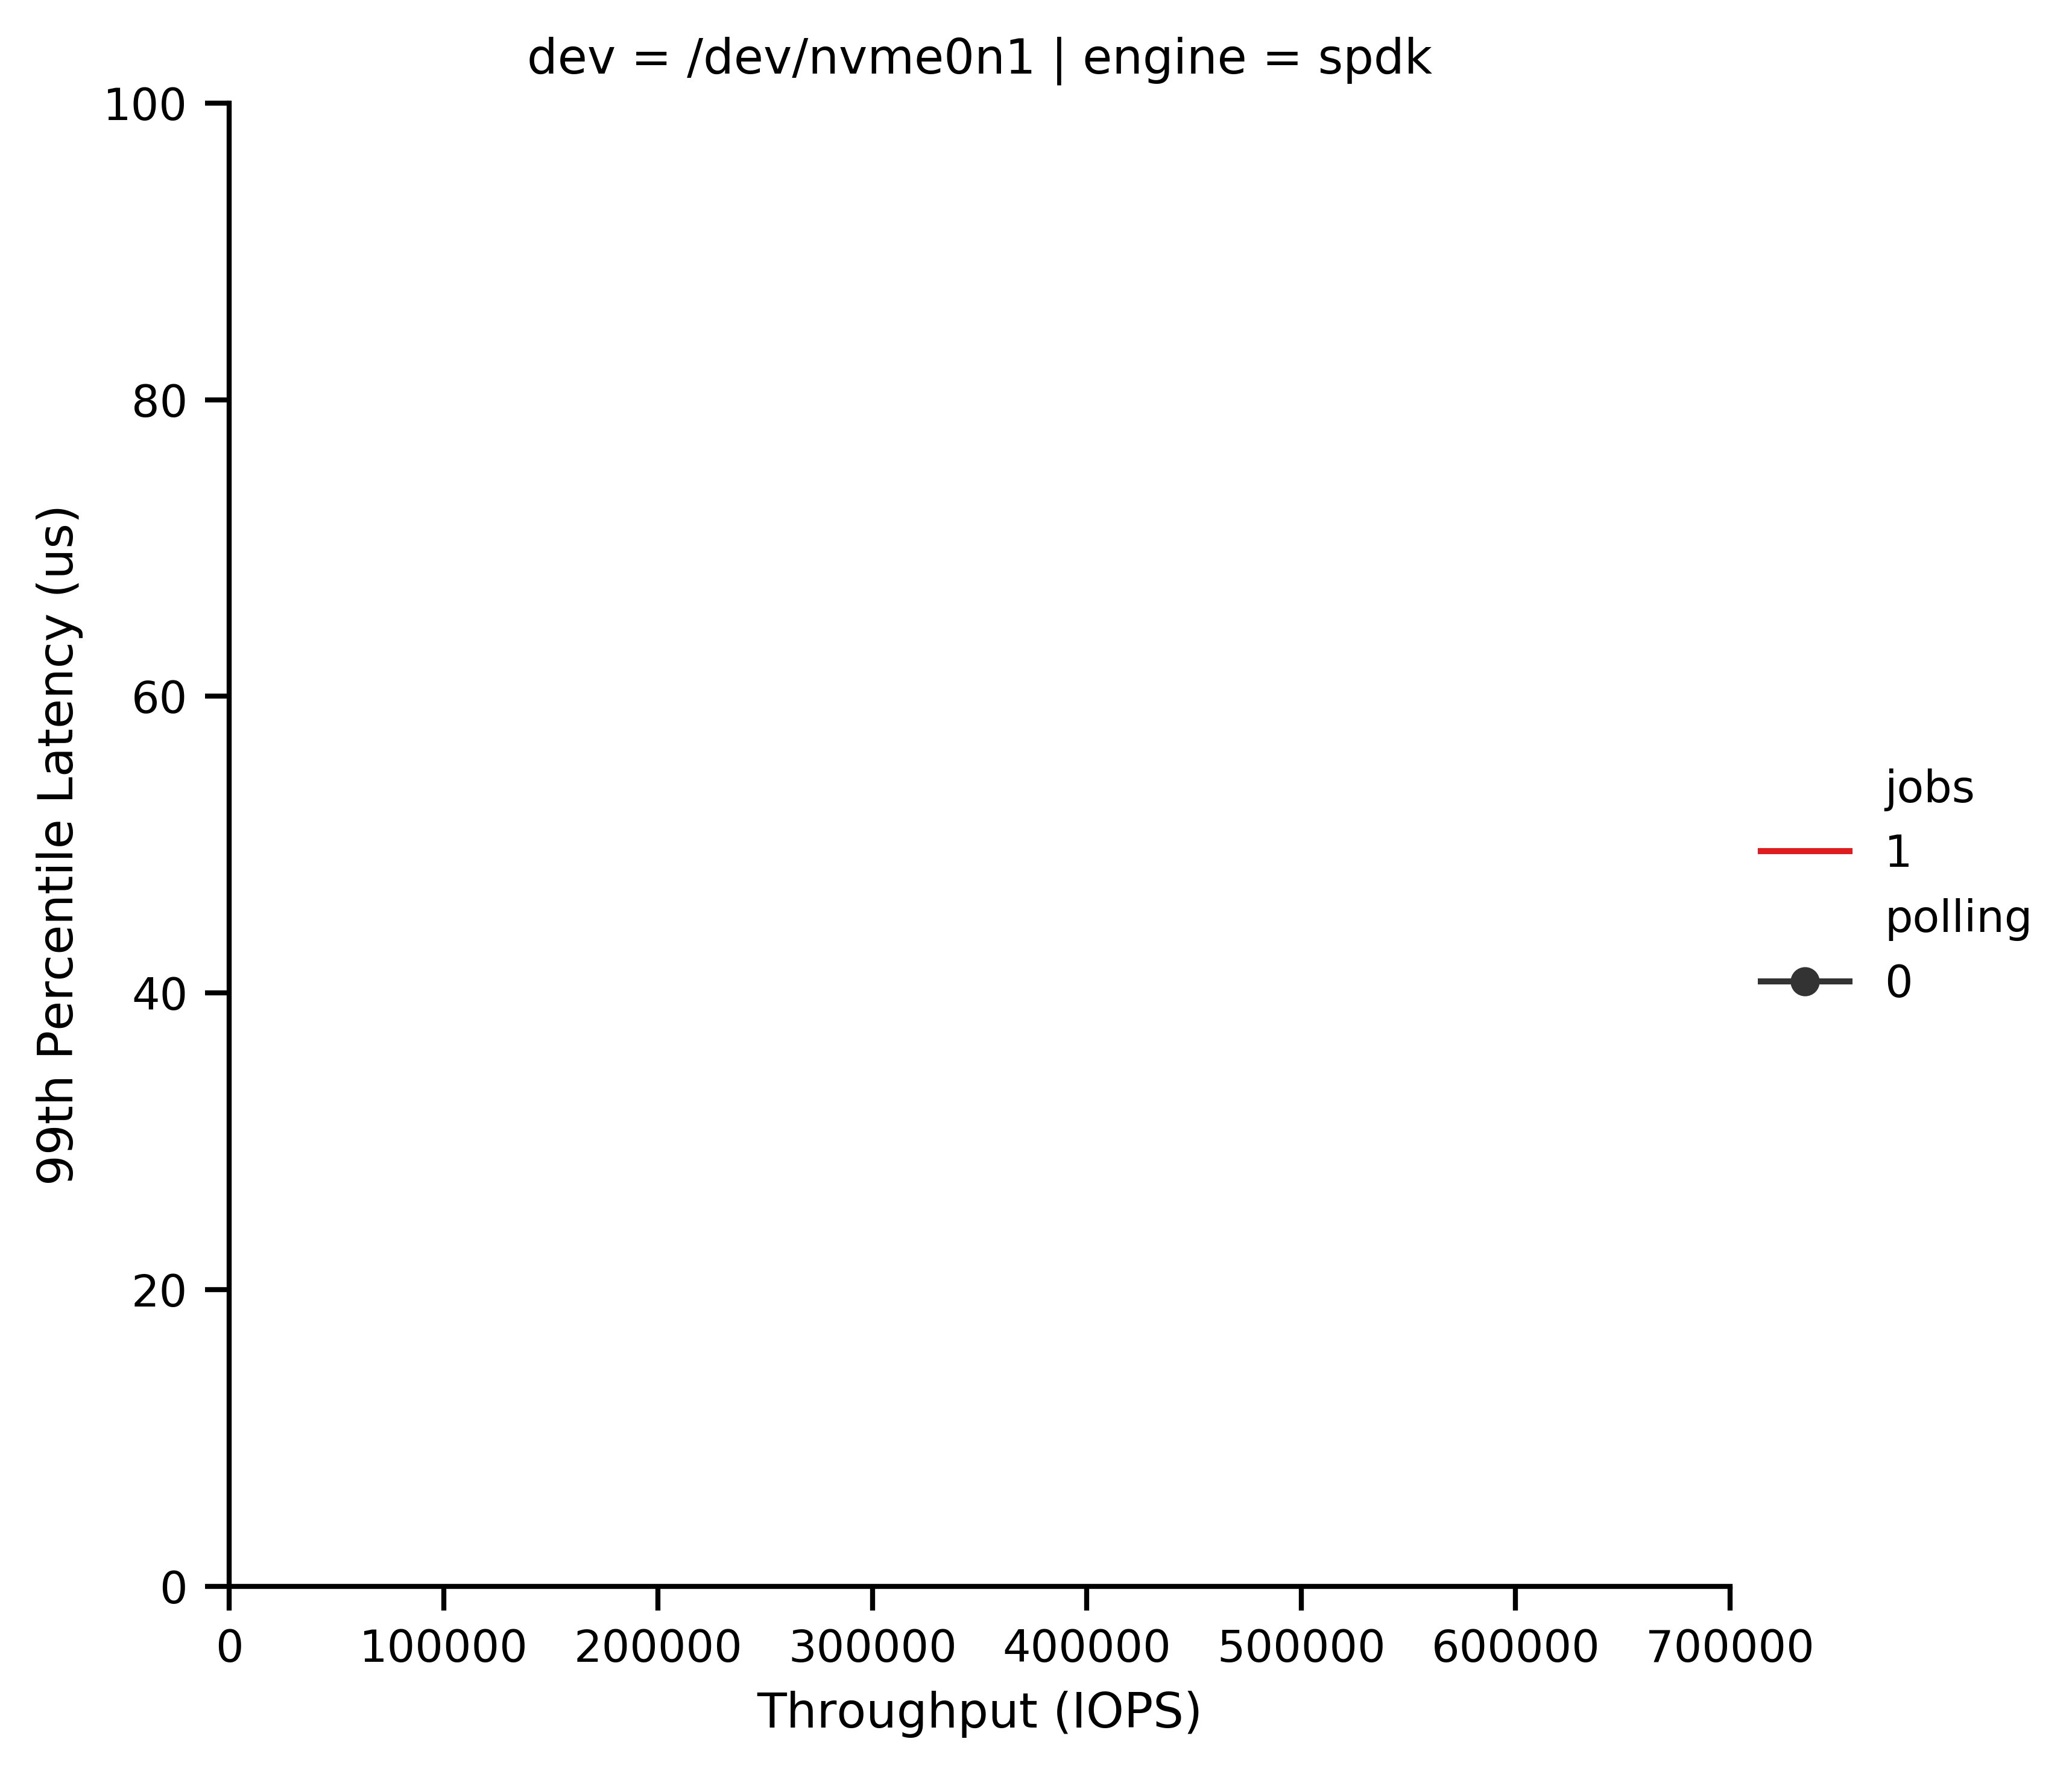 dev = /dev/nvme0n1 | engine = spdk
100
80
60
40
20
0
99th Percentile Latency (us)
0 100000 200000 300000 400000 500000 600000 700000
Throughput (IOPS)
jobs
1
polling
0